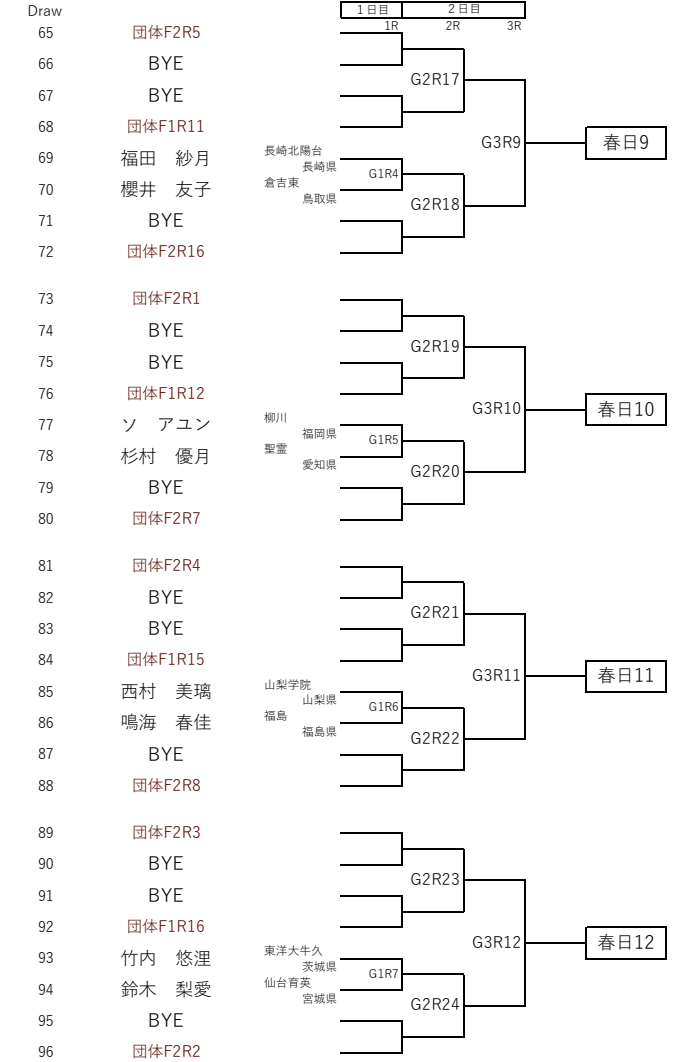 Draw
1日目 2日目
1R 2R 3R
65 団体F2R5
66 BYE
G2R17
67 BYE
68 団体F1R11
G3R9 春日9
69 福田 紗月 長崎北陽台 長崎県
G1R4
70 櫻井 友子 倉吉東 鳥取県
G2R18
71 BYE
72 団体F2R16
73 団体F2R1
74 BYE
G2R19
75 BYE
76 団体F1R12
G3R10 春日10
77 ソ アユン 柳川 福岡県
G1R5
78 杉村 優月 聖霊 愛知県
G2R20
79 BYE
80 団体F2R7
81 団体F2R4
82 BYE
G2R21
83 BYE
84 団体F1R15
G3R11 春日11
85 西村 美璃 山梨学院 山梨県
G1R6
86 鳴海 春佳 福島 福島県
G2R22
87 BYE
88 団体F2R8
89 団体F2R3
90 BYE
G2R23
91 BYE
92 団体F1R16
G3R12 春日12
93 竹内 悠浬 東洋大牛久 茨城県
G1R7
94 鈴木 梨愛 仙台育英 宮城県
G2R24
95 BYE
96 団体F2R2